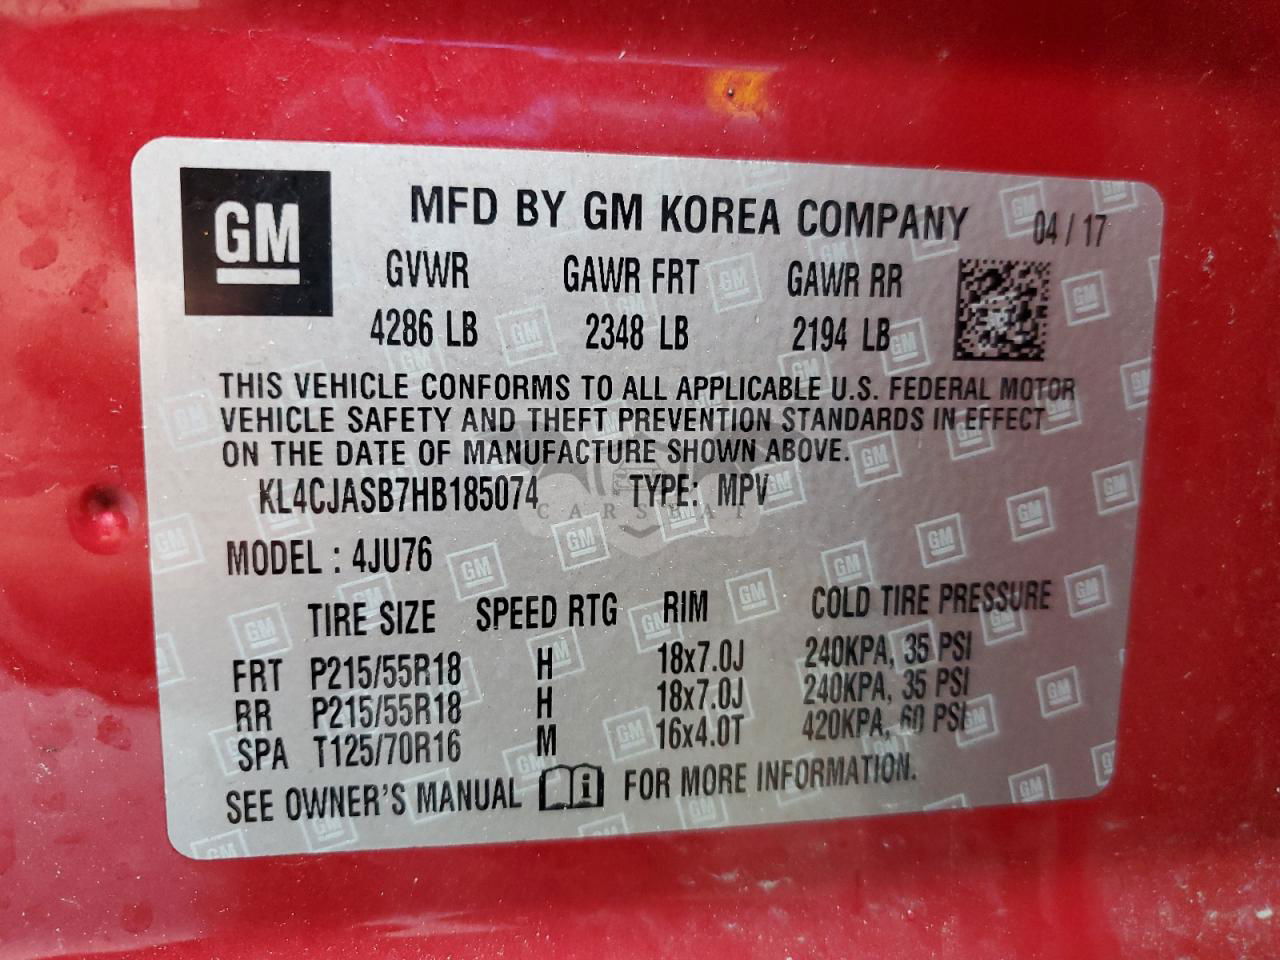 GM
MFD BY GM KOREA COMPANY 04 / 17
GVWR GAWR FRT GAWR RR
4286 LB 2348 LB 2194 LB
THIS VEHICLE CONFORMS TO ALL APPLICABLE U.S. FEDERAL MOTOR
VEHICLE SAFETY AND THEFT PREVENTION STANDARDS IN EFFECT
ON THE DATE OF MANUFACTURE SHOWN ABOVE.
KL4CJASB7HB185074 TYPE: MPV
CARSFAT
MODEL : 4JU76
TIRE SIZE SPEED RTG RIM COLD TIRE PRESSURE
FRT P215/55R18 H 18x7.0J 240KPA, 35 PSI
RR P215/55R18 H 18x7.0J 240KPA, 35 PSI
SPA T125/70R16 M 16x4.0T 420KPA, 60 PSI
SEE OWNER'S MANUAL i FOR MORE INFORMATION.